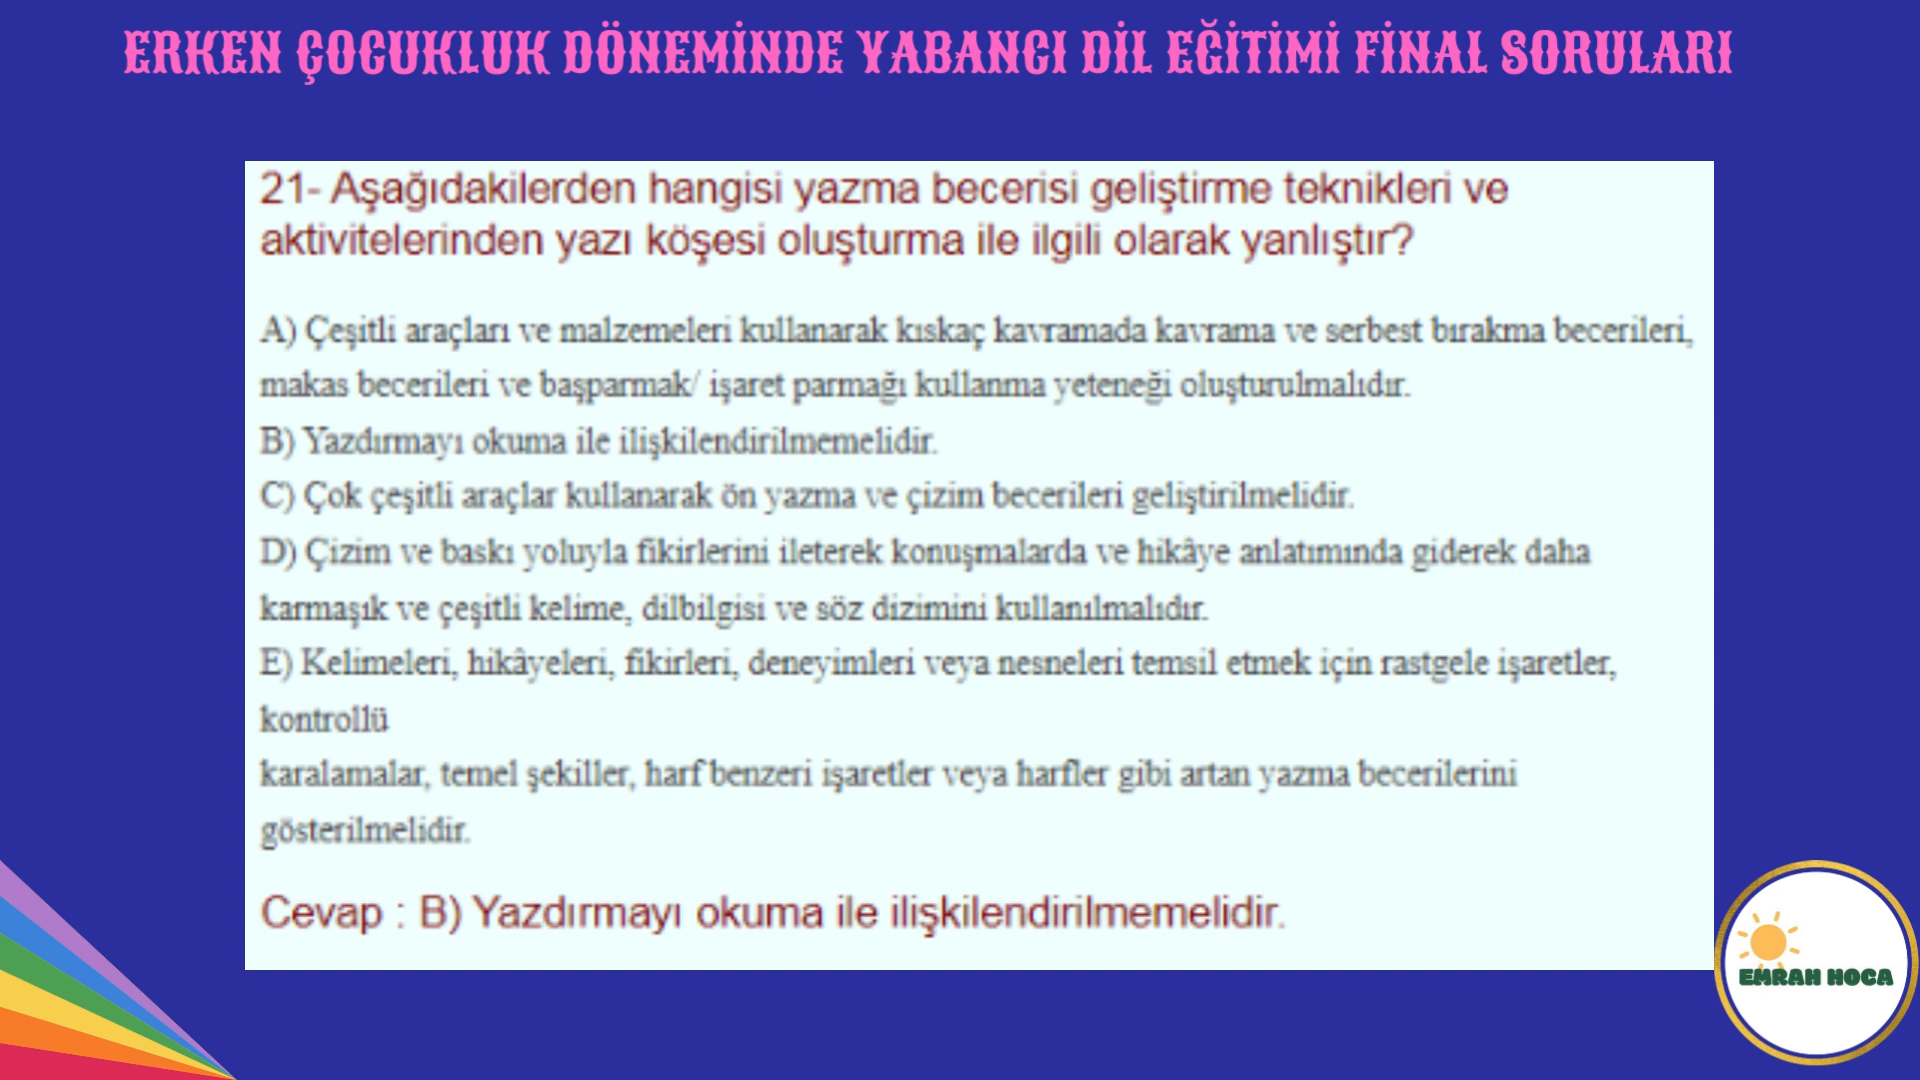 ERKEN ÇOCUKLUK DÖNEMİNDE YABANCI DİL EĞİTİMİ FİNAL SORULARI
21- Aşağıdakilerden hangisi yazma becerisi geliştirme teknikleri ve
aktivitelerinden yazı köşesi oluşturma ile ilgili olarak yanlıştır?
A) Çeşitli araçları ve malzemeleri kullanarak kıskaç kavramada kavrama ve serbest bırakma becerileri,
makas becerileri ve başparmak/ işaret parmağı kullanma yeteneği oluşturulmalıdır.
B) Yazdırmayı okuma ile ilişkilendirilmemelidir.
C) Çok çeşitli araçlar kullanarak ön yazma ve çizim becerileri geliştirilmelidir.
D) Çizim ve baskı yoluyla fikirlerini ileterek konuşmalarda ve hikâye anlatımında giderek daha
karmaşık ve çeşitli kelime, dilbilgisi ve söz dizimini kullanılmalıdır.
E) Kelimeleri, hikâyeleri, fikirleri, deneyimleri veya nesneleri temsil etmek için rastgele işaretler,
kontrollü
karalamalar, temel şekiller, harf benzeri işaretler veya harfler gibi artan yazma becerilerini
gösterilmelidir.
Cevap : B) Yazdırmayı okuma ile ilişkilendirilmemelidir.
EMRAH HOCA